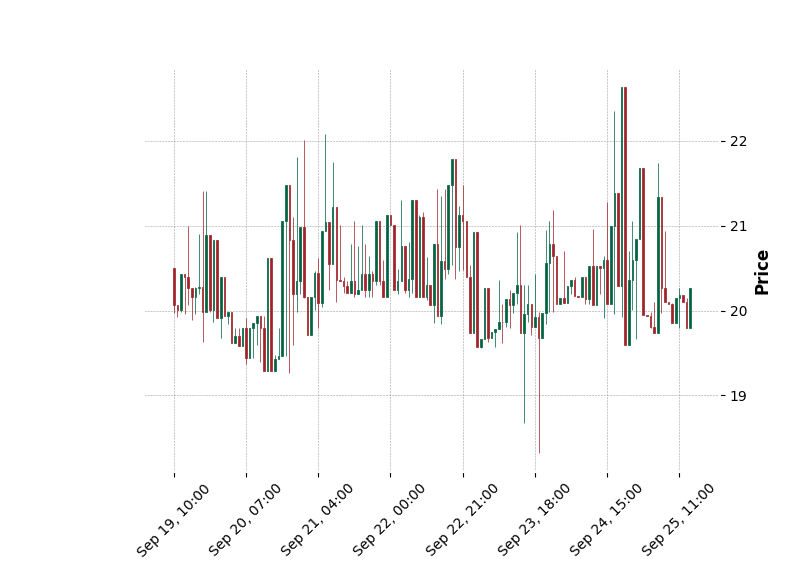 22
21
20
19
Price
Sep 19, 10:00
Sep 20, 07:00
Sep 21, 04:00
Sep 22, 00:00
Sep 22, 21:00
Sep 23, 18:00
Sep 24, 15:00
Sep 25, 11:00